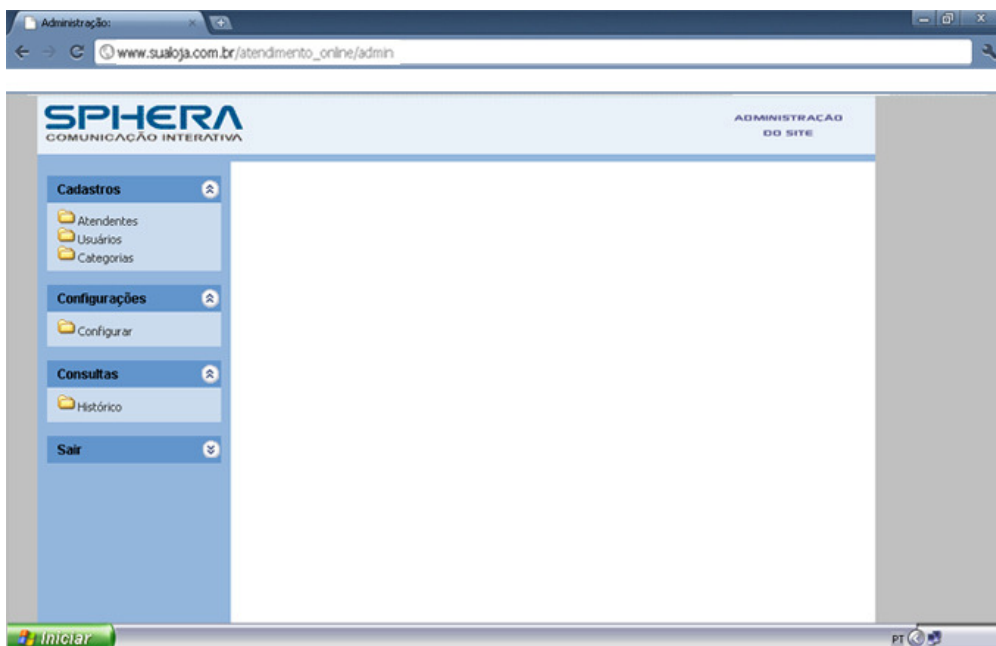 Administração:
www.sualoja.com.br/atendimento_online/admin
SPHERA
COMUNICAÇÃO INTERATIVA
ADMINISTRAÇÃO
DO SITE
Cadastros
Atendentes
Usuários
Categorias
Configurações
Configurar
Consultas
Histórico
Sair
Iniciar
PT